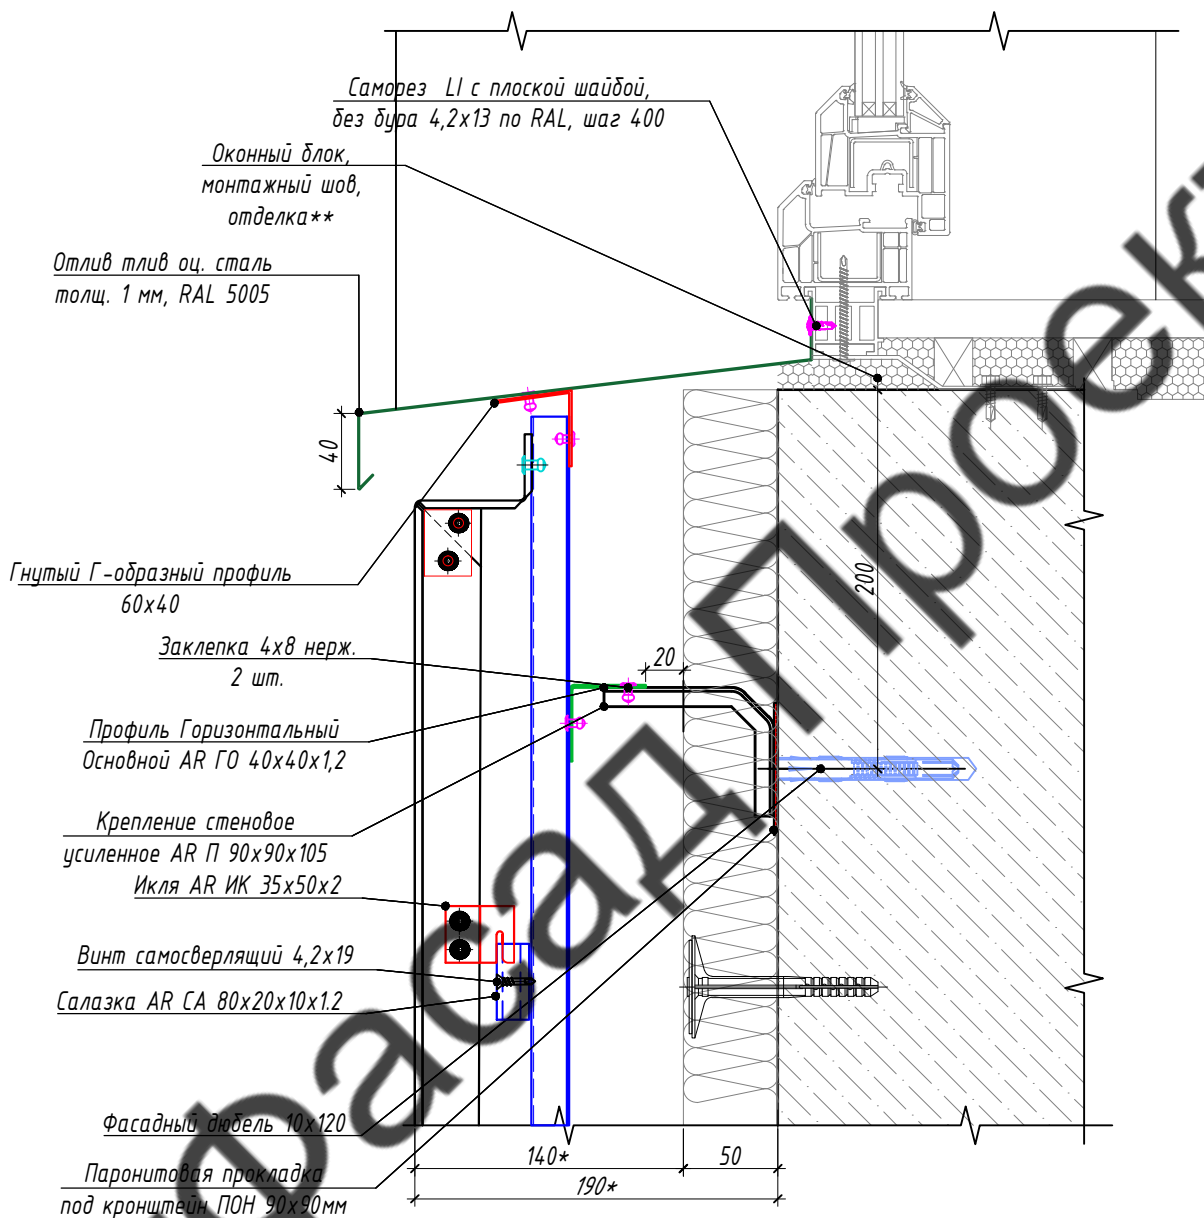 Саморез LI с плоской шайбой,
без бура 4,2х13 по RAL, шаг 400
Оконный блок,
монтажный шов,
отделка**
Отлив тлив оц. сталь
толщ. 1 мм, RAL 5005
40
Гнутый Г-образный профиль
60х40
200
Заклепка 4х8 нерж.
2 шт.
20
Профиль Горизонтальный
Основной AR ГО 40х40х1,2
Крепление стеновое
усиленное AR П 90х90х105
Икля AR ИК 35х50х2
Винт самосверлящий 4,2х19
Салазка AR СА 80х20х10х1.2
Фасадный дюбель 10х120
Паронитовая прокладка
под кронштейн ПОН 90х90мм
140*
50
190*
Фасад Проект